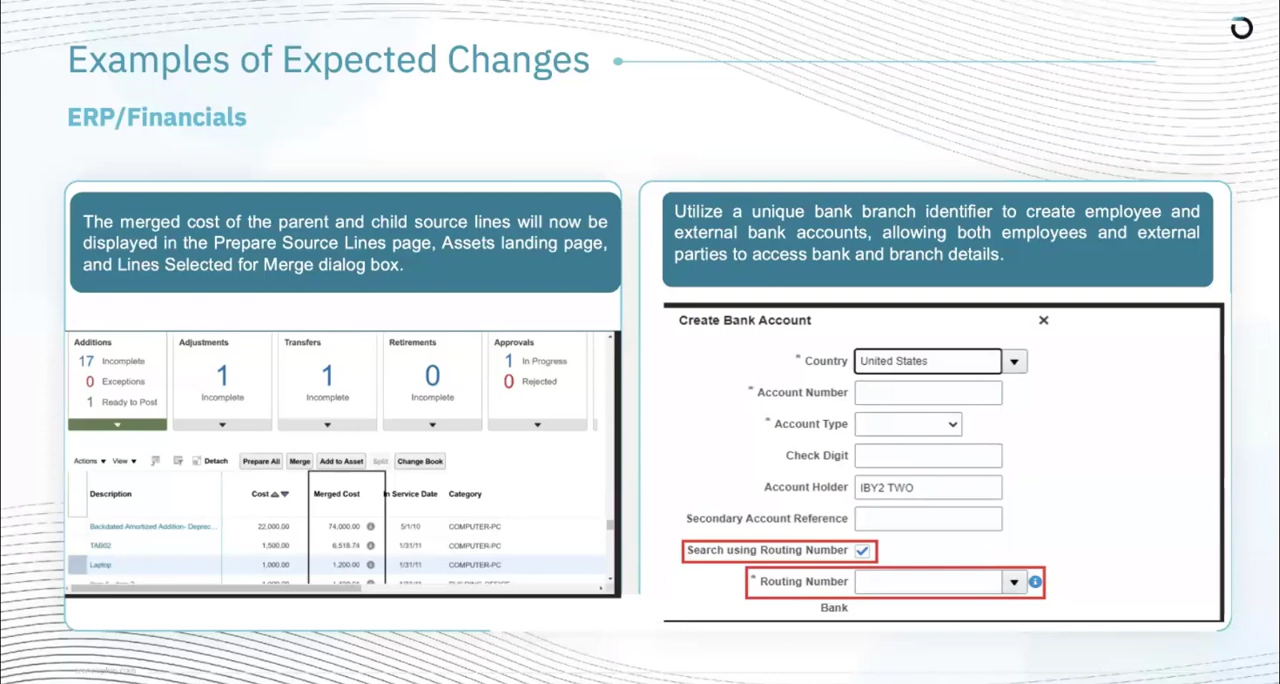 Examples of Expected Changes
ERP/Financials
The merged cost of the parent and child source lines will now be
displayed in the Prepare Source Lines page, Assets landing page,
and Lines Selected for Merge dialog box.
Additions
17 Incomplete
0 Exceptions
1 Ready to Post
Adjustments
1
Incomplete
Transfers
1
Incomplete
Retirements
0
Incomplete
Approvals
1 In Progress
0 Rejected
Actions View Detach Prepare All Merge Add to Asset Split Change Book
Description Cost Merged Cost In Service Date Category
Backdated Amortized Addition- Deprec... 22,000.00 74,000.00 5/1/10 COMPUTER-PC
TAB02 1,500.00 6,518.74 1/31/11 COMPUTER-PC
Laptop 1,000.00 1,200.00 1/31/11 COMPUTER-PC
Utilize a unique bank branch identifier to create employee and
external bank accounts, allowing both employees and external
parties to access bank and branch details.
Create Bank Account ×
* Country United States
* Account Number
* Account Type
Check Digit
Account Holder IBY2 TWO
Secondary Account Reference
Search using Routing Number
* Routing Number
Bank